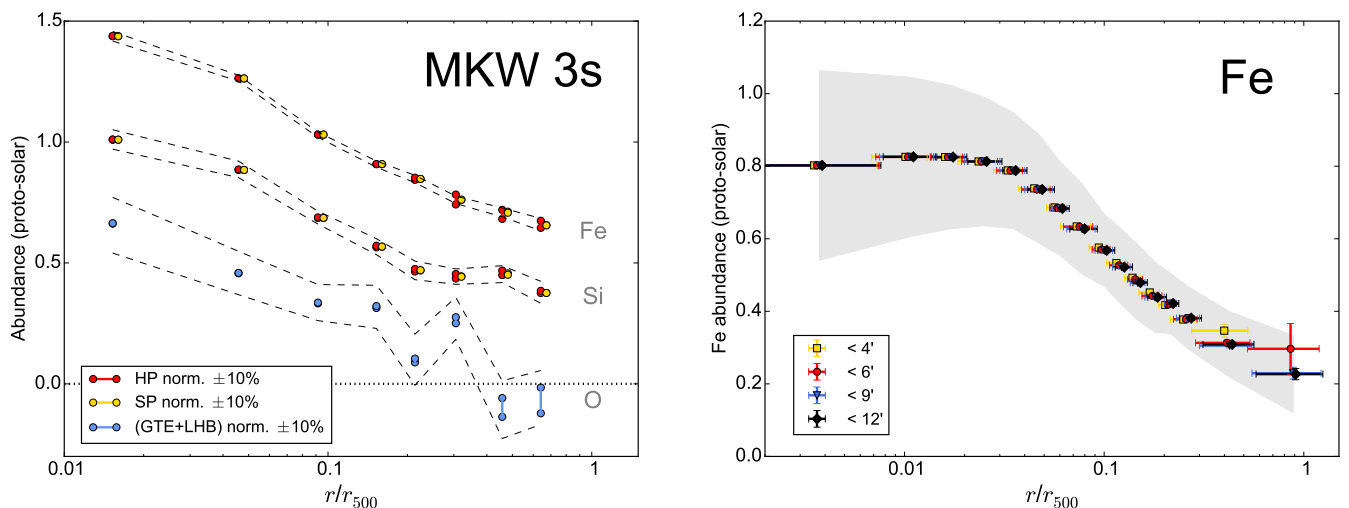 MKW 3s
Abundance (proto-solar)
1.5
1.0
0.5
0.0
Fe
Si
O
HP norm. ±10%
SP norm. ±10%
(GTE+LHB) norm. ±10%
0.01
0.1
1
r/r500
Fe
Fe abundance (proto-solar)
1.2
1.0
0.8
0.6
0.4
0.2
0.0
< 4'
< 6'
< 9'
< 12'
0.01
0.1
1
r/r500